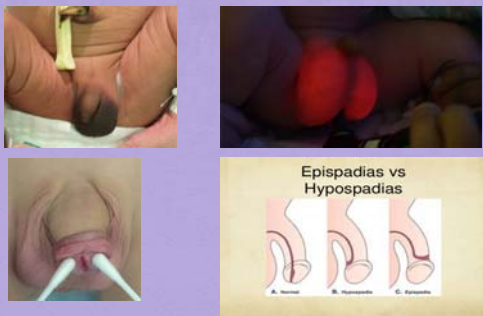 Epispadias vs
Hypospadias
A. Normal
B. Hypospadia
C. Epispadia